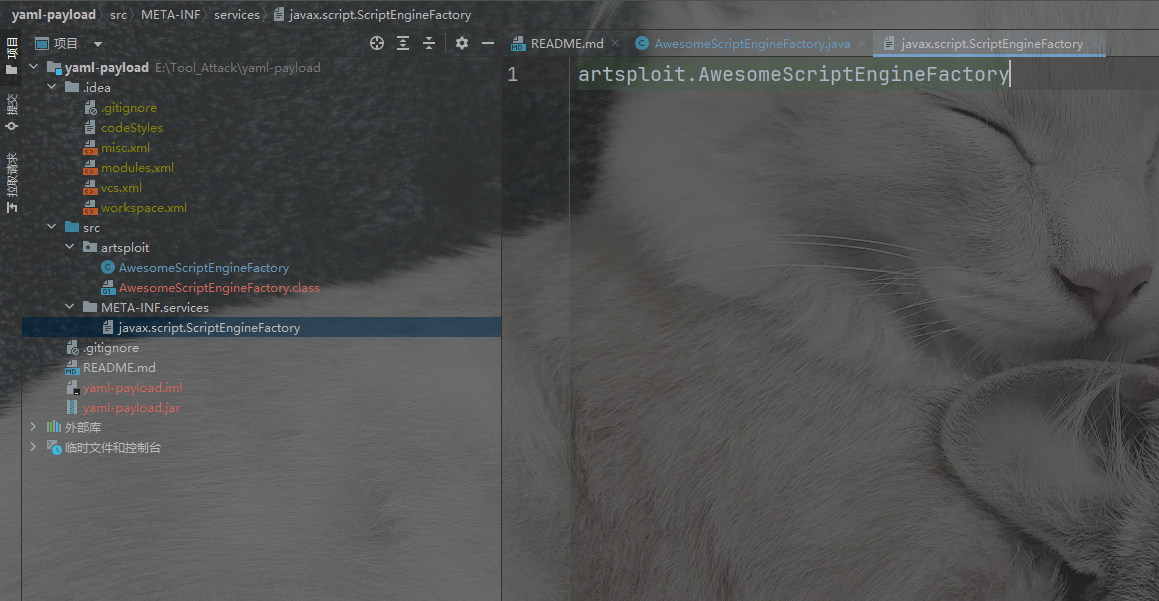 yaml-payload src META-INF services javax.script.ScriptEngineFactory
项目
README.md AwesomeScriptEngineFactory.java javax.script.ScriptEngineFactory
项目
提交
拉取请求
yaml-payload E:\Tool_Attack\yaml-payload
.idea
.gitignore
codeStyles
misc.xml
modules.xml
vcs.xml
workspace.xml
src
artsploit
AwesomeScriptEngineFactory
AwesomeScriptEngineFactory.class
META-INF.services
javax.script.ScriptEngineFactory
.gitignore
README.md
yaml-payload.iml
yaml-payload.jar
外部库
临时文件和控制台
1 artsploit.AwesomeScriptEngineFactory